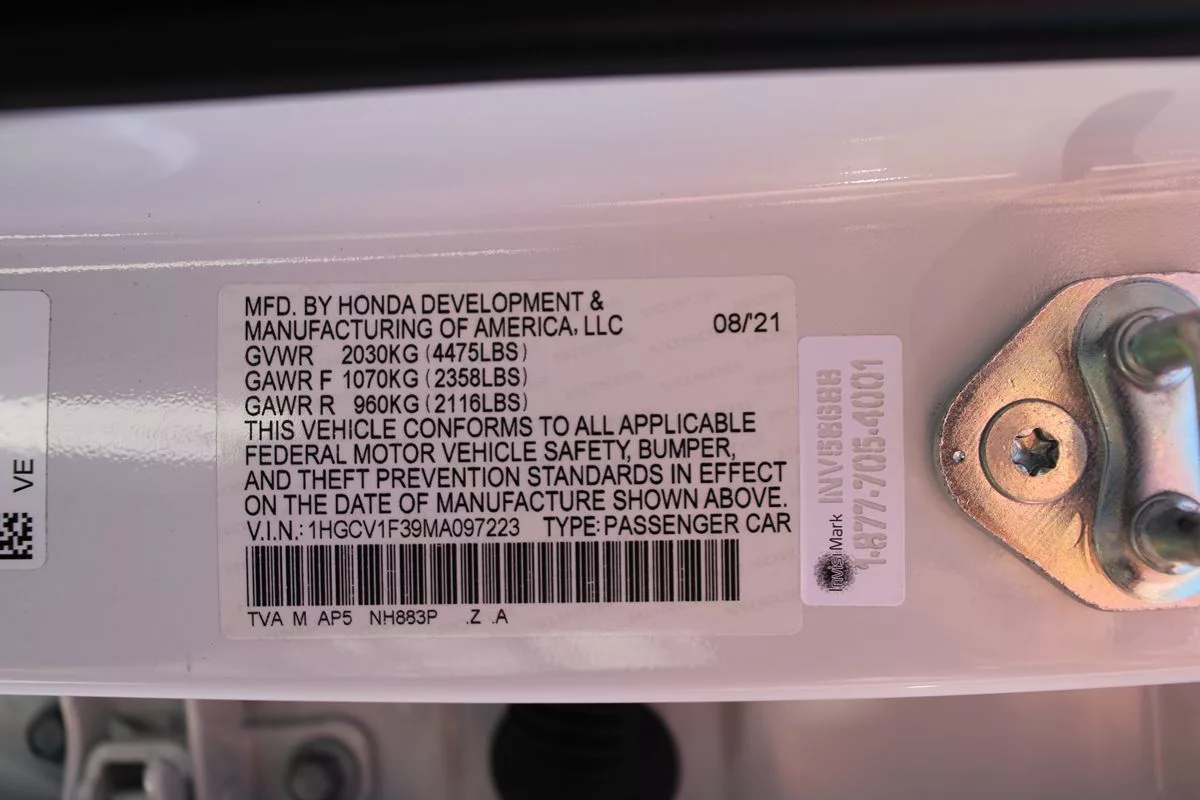 MFD. BY HONDA DEVELOPMENT &
MANUFACTURING OF AMERICA, LLC 08/'21
GVWR 2030KG (4475LBS)
GAWR F 1070KG (2358LBS)
GAWR R 960KG (2116LBS)
THIS VEHICLE CONFORMS TO ALL APPLICABLE
FEDERAL MOTOR VEHICLE SAFETY, BUMPER,
AND THEFT PREVENTION STANDARDS IN EFFECT
ON THE DATE OF MANUFACTURE SHOWN ABOVE.
V.I.N.: 1HGCV1F39MA097223 TYPE: PASSENGER CAR
TVA M AP5 NH883P .Z .A
VE
InvisiMark
1-877-705-4001